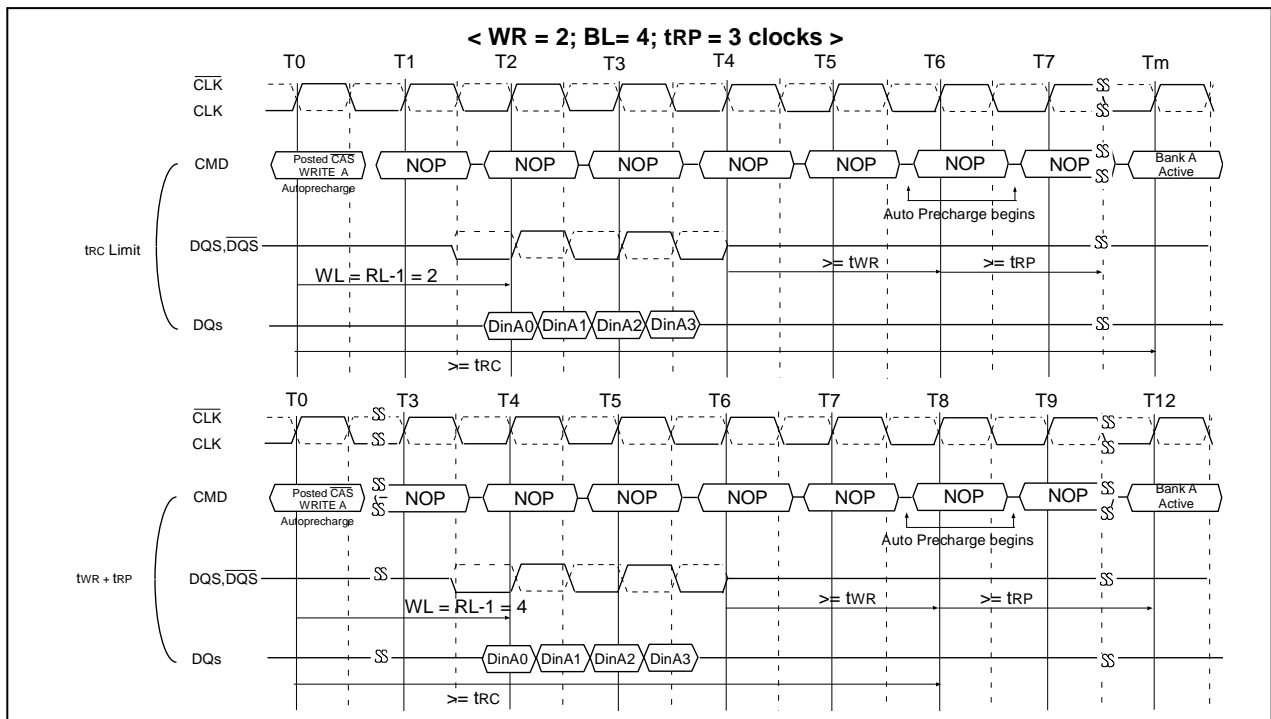 < WR = 2; BL= 4; tRP = 3 clocks >
T0 T1 T2 T3 T4 T5 T6 T7 Tm
CLK
CLK
CMD Posted CAS WRITE A NOP NOP NOP NOP NOP NOP NOP Bank A Active
Autoprecharge
Auto Precharge begins
tRC Limit
DQS,DQS
>= tWR >= tRP
WL = RL-1 = 2
DQs DinA0 DinA1 DinA2 DinA3
>= tRC
T0 T3 T4 T5 T6 T7 T8 T9 T12
CLK
CLK
CMD Posted CAS WRITE A NOP NOP NOP NOP NOP NOP NOP Bank A Active
Autoprecharge
Auto Precharge begins
tWR + tRP
DQS,DQS
>= tWR >= tRP
WL = RL-1 = 4
DQs DinA0 DinA1 DinA2 DinA3
>= tRC